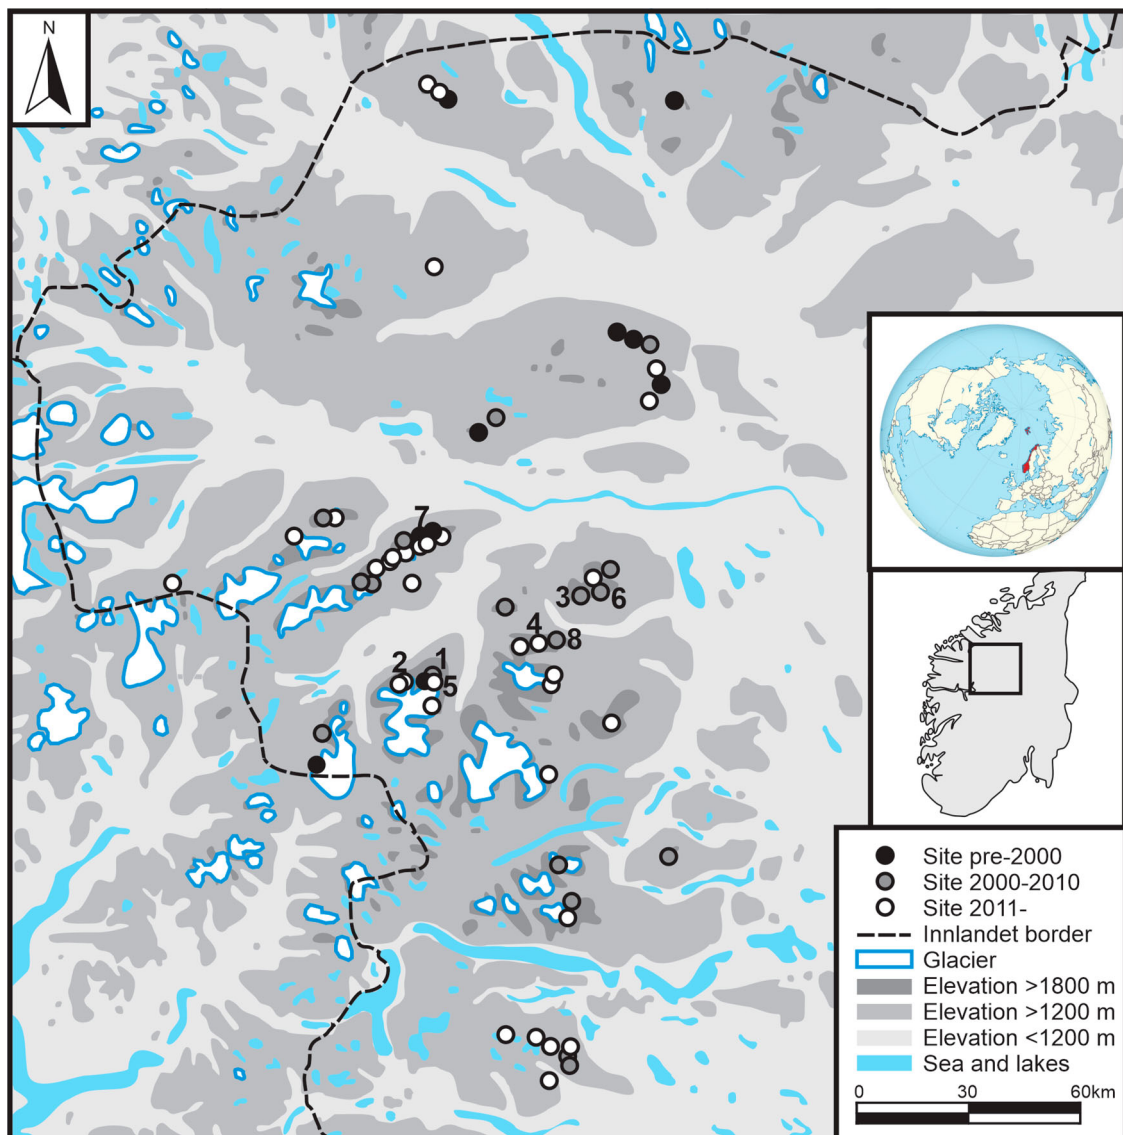 N
7
3
6
4
8
2
1
5
Site pre-2000
Site 2000-2010
Site 2011-
Innlandet border
Glacier
Elevation >1800 m
Elevation >1200 m
Elevation <1200 m
Sea and lakes
0 30 60km